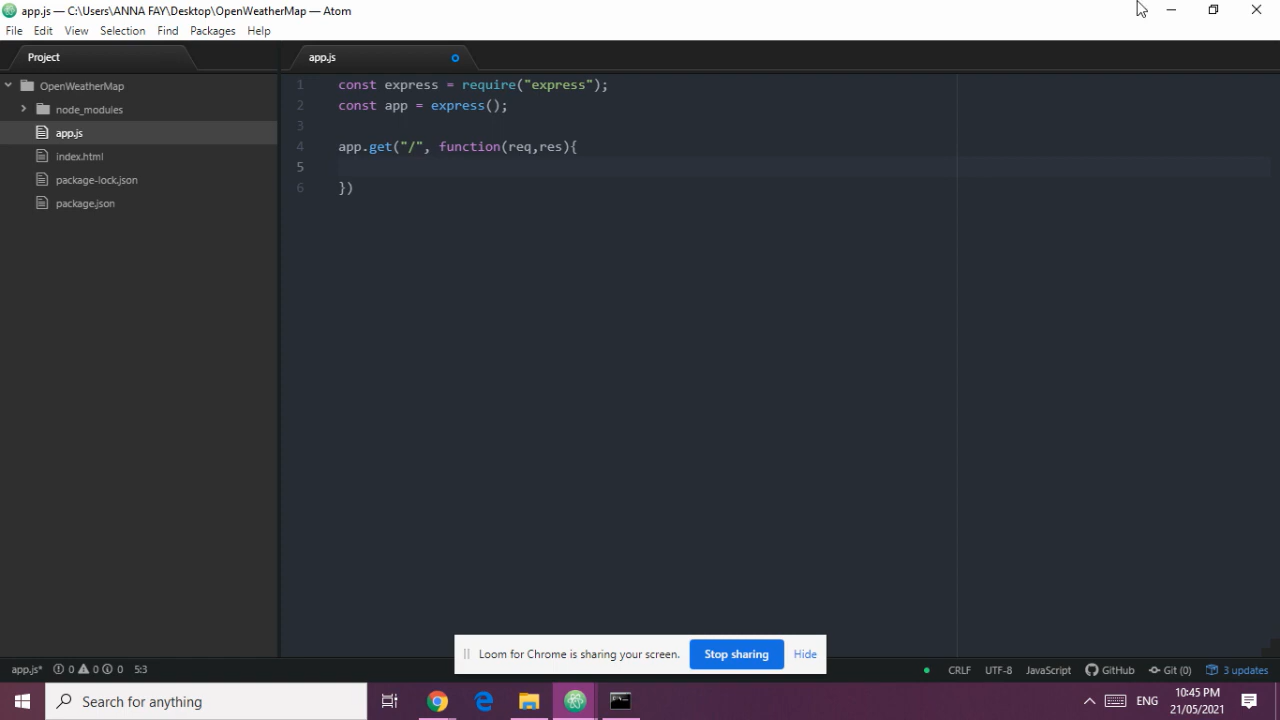 app.js — C:\Users\ANNA FAY\Desktop\OpenWeatherMap — Atom
File Edit View Selection Find Packages Help
Project
app.js
OpenWeatherMap
node_modules
app.js
index.html
package-lock.json
package.json
1 const express = require("express");
2 const app = express();
3
4 app.get("/", function(req,res){
5
6 })
Loom for Chrome is sharing your screen. Stop sharing Hide
app.js* 0 0 0 5:3 CRLF UTF-8 JavaScript GitHub Git (0) 3 updates
Search for anything
ENG
10:45 PM
21/05/2021